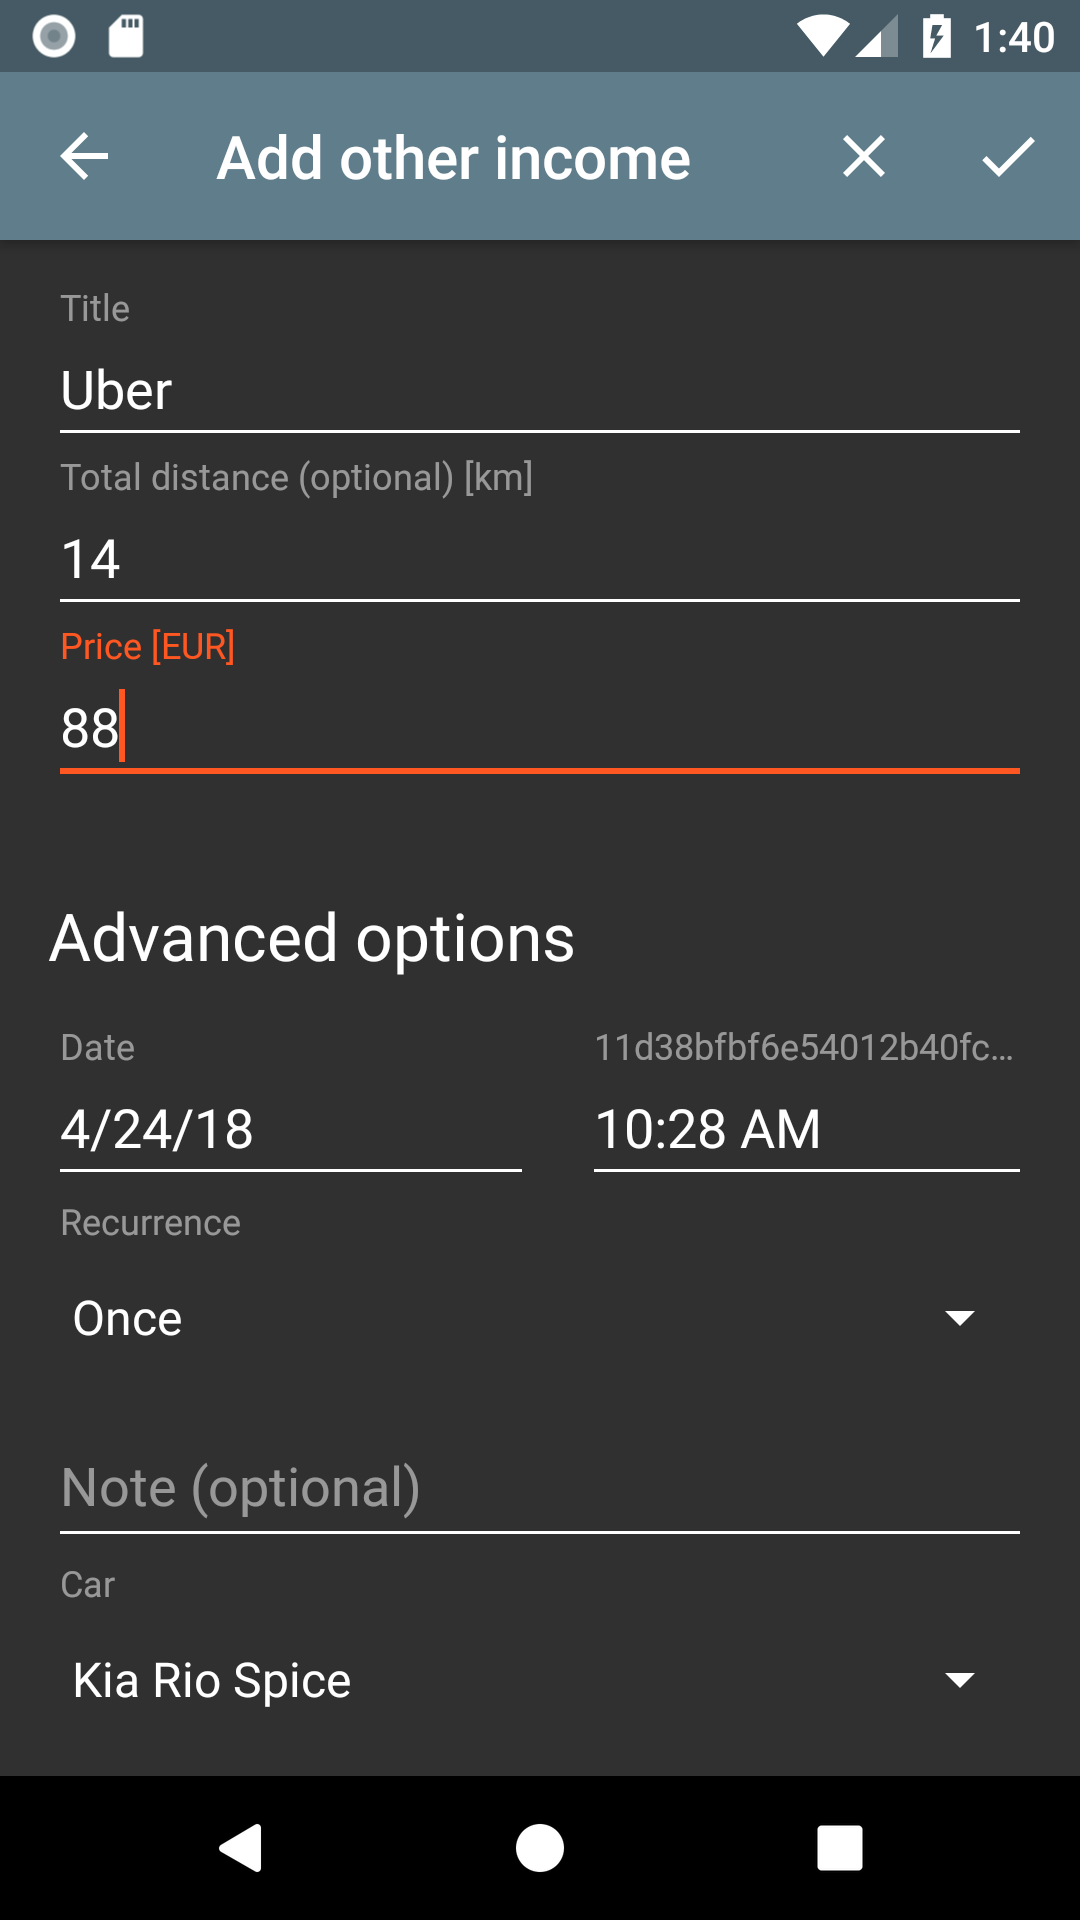 1:40
Add other income
Title
Uber
Total distance (optional) [km]
14
Price [EUR]
88
Advanced options
Date
11d38bfbf6e54012b40fc...
4/24/18
10:28 AM
Recurrence
Once
Note (optional)
Car
Kia Rio Spice